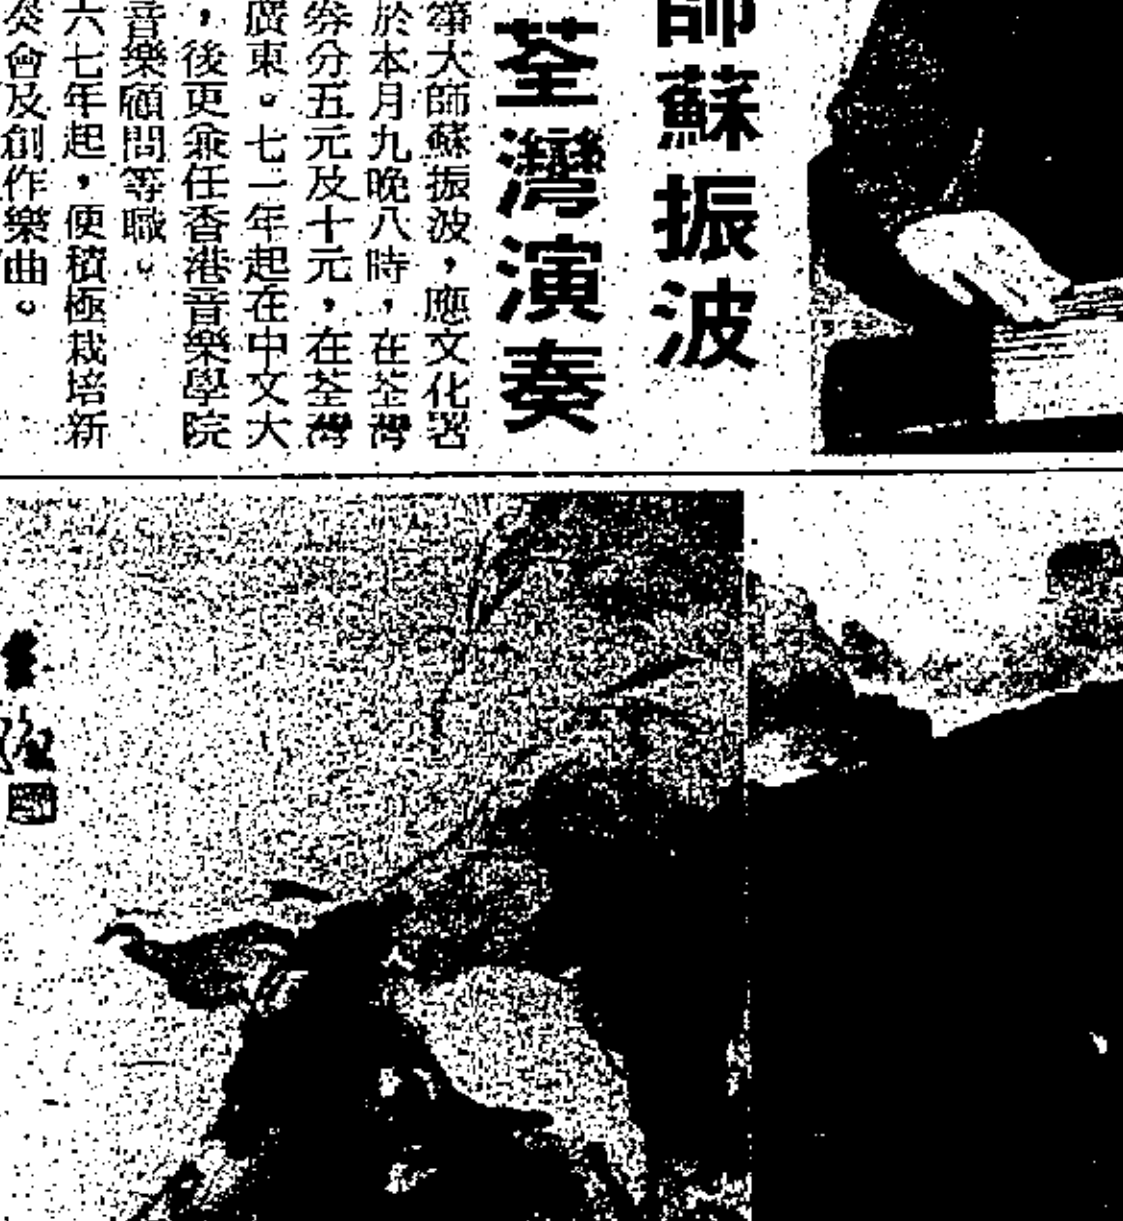 師蘇振波
荃灣演奏
箏大師蘇振波，應文化署
於本月九晚八時，在荃灣
券分五元及十元，在荃灣
廣東。七一年起在中文大
，後更兼任香港音樂學院
音樂顧問等職。
六七年起，便積極栽培新
奏會及創作樂曲。